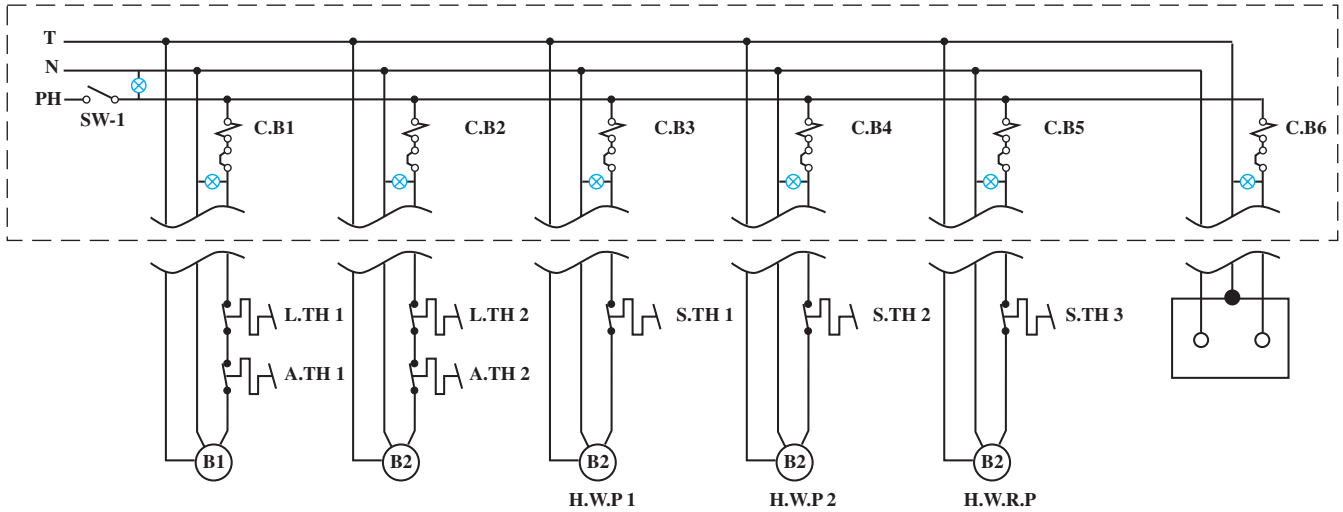 T
N
PH
SW-1
C.B1 C.B2 C.B3 C.B4 C.B5 C.B6
L.TH 1 L.TH 2 S.TH 1 S.TH 2 S.TH 3
A.TH 1 A.TH 2
B1 B2 B2 B2 B2
H.W.P 1 H.W.P 2 H.W.R.P